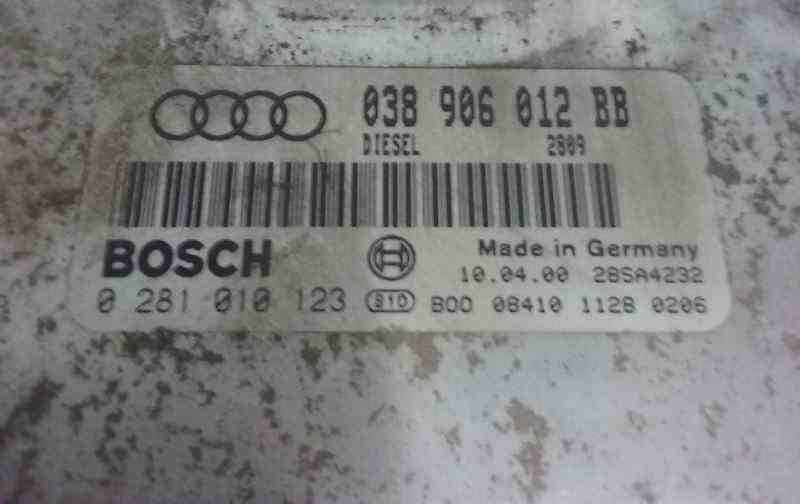 038 906 012 BB
DIESEL 2809
BOSCH
Made in Germany
10.04.00 28SA4232
0 281 010 123 S10 B00 08410 1128 0206